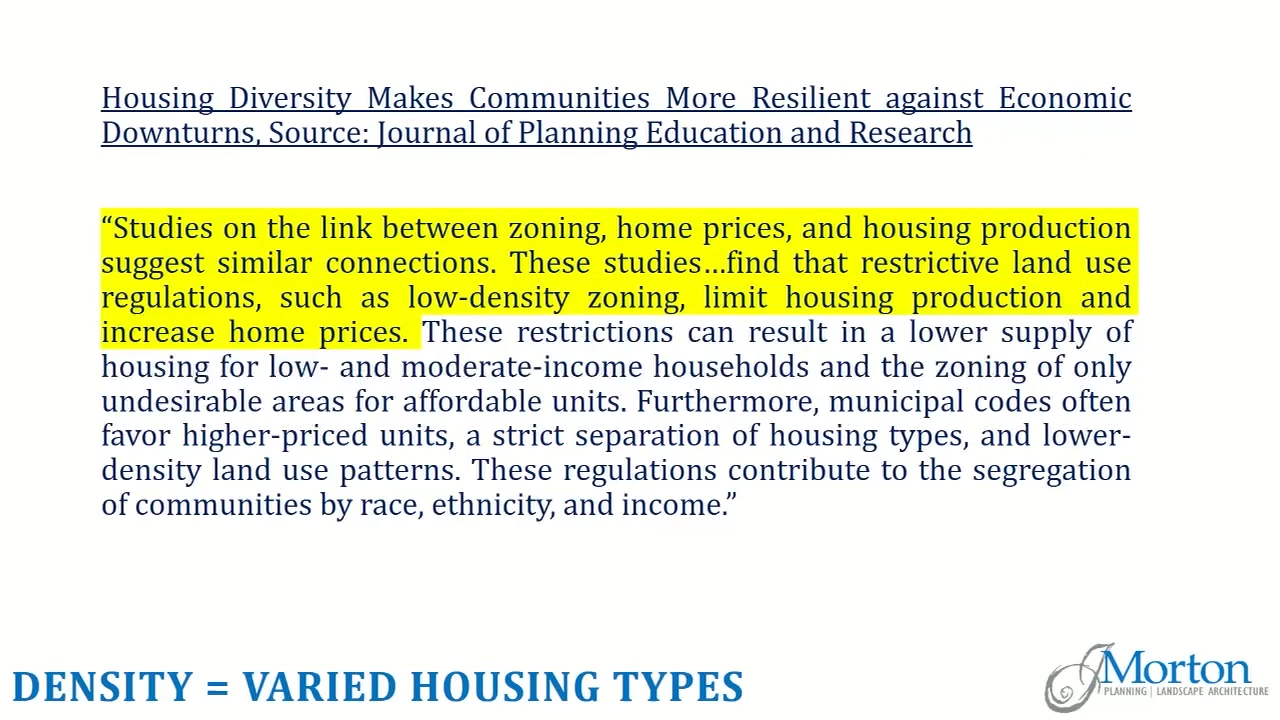 Housing Diversity Makes Communities More Resilient against Economic
Downturns, Source: Journal of Planning Education and Research
“Studies on the link between zoning, home prices, and housing production
suggest similar connections. These studies…find that restrictive land use
regulations, such as low-density zoning, limit housing production and
increase home prices. These restrictions can result in a lower supply of
housing for low- and moderate-income households and the zoning of only
undesirable areas for affordable units. Furthermore, municipal codes often
favor higher-priced units, a strict separation of housing types, and lower-
density land use patterns. These regulations contribute to the segregation
of communities by race, ethnicity, and income.”
DENSITY = VARIED HOUSING TYPES
J Morton
PLANNING | LANDSCAPE ARCHITECTURE